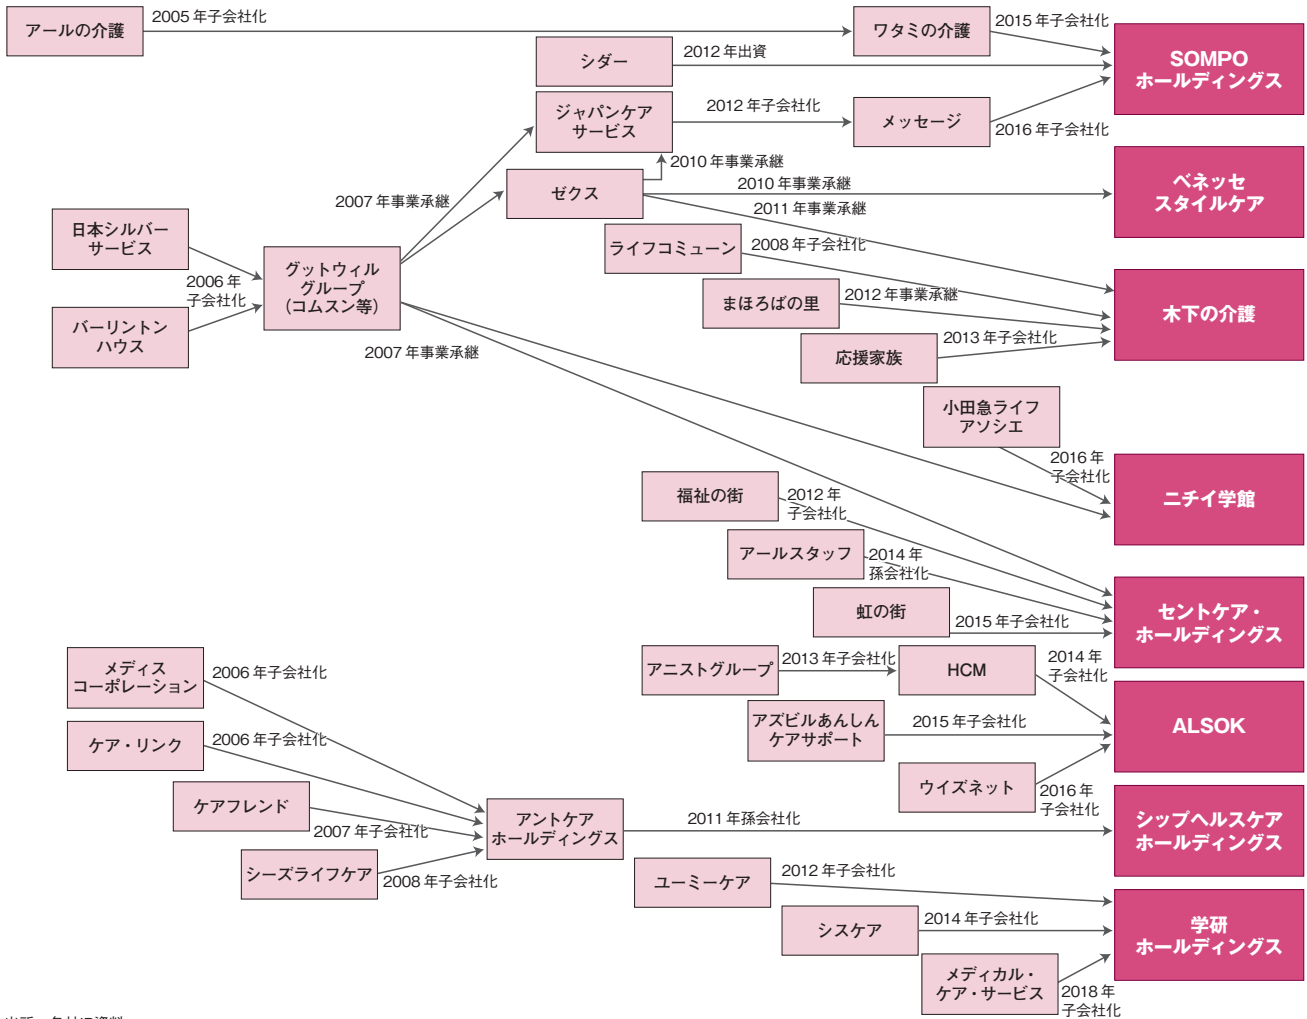 アールの介護
2005年子会社化
ワタミの介護
2015年子会社化
SOMPO
ホールディングス
シダー
2012年出資
ジャパンケア
サービス
2012年子会社化
メッセージ
2016年子会社化
2010年事業承継
ゼクス
2010年事業承継
2011年事業承継
ベネッセ
スタイルケア
2007年事業承継
日本シルバー
サービス
2006年
子会社化
バーリントン
ハウス
グットウィル
グループ
(コムスン等)
2007年事業承継
ライフコミューン
2008年子会社化
まほろばの里
2012年事業承継
応援家族
2013年子会社化
木下の介護
小田急ライフ
アソシエ
2016年
子会社化
ニチイ学館
福祉の街
2012年
子会社化
アールスタッフ
2014年
孫会社化
虹の街
2015年子会社化
セントケア・
ホールディングス
アニストグループ
2013年子会社化
HCM
2014年
子会社化
アズビルあんしん
ケアサポート
2015年子会社化
ウイズネット
2016年
子会社化
ALSOK
メディス
コーポレーション
2006年子会社化
ケア・リンク
2006年子会社化
ケアフレンド
2007年子会社化
シーズライフケア
2008年子会社化
アントケア
ホールディングス
2011年孫会社化
シップヘルスケア
ホールディングス
ユーミーケア
2012年子会社化
シスケア
2014年子会社化
メディカル・
ケア・サービス
2018年
子会社化
学研
ホールディングス